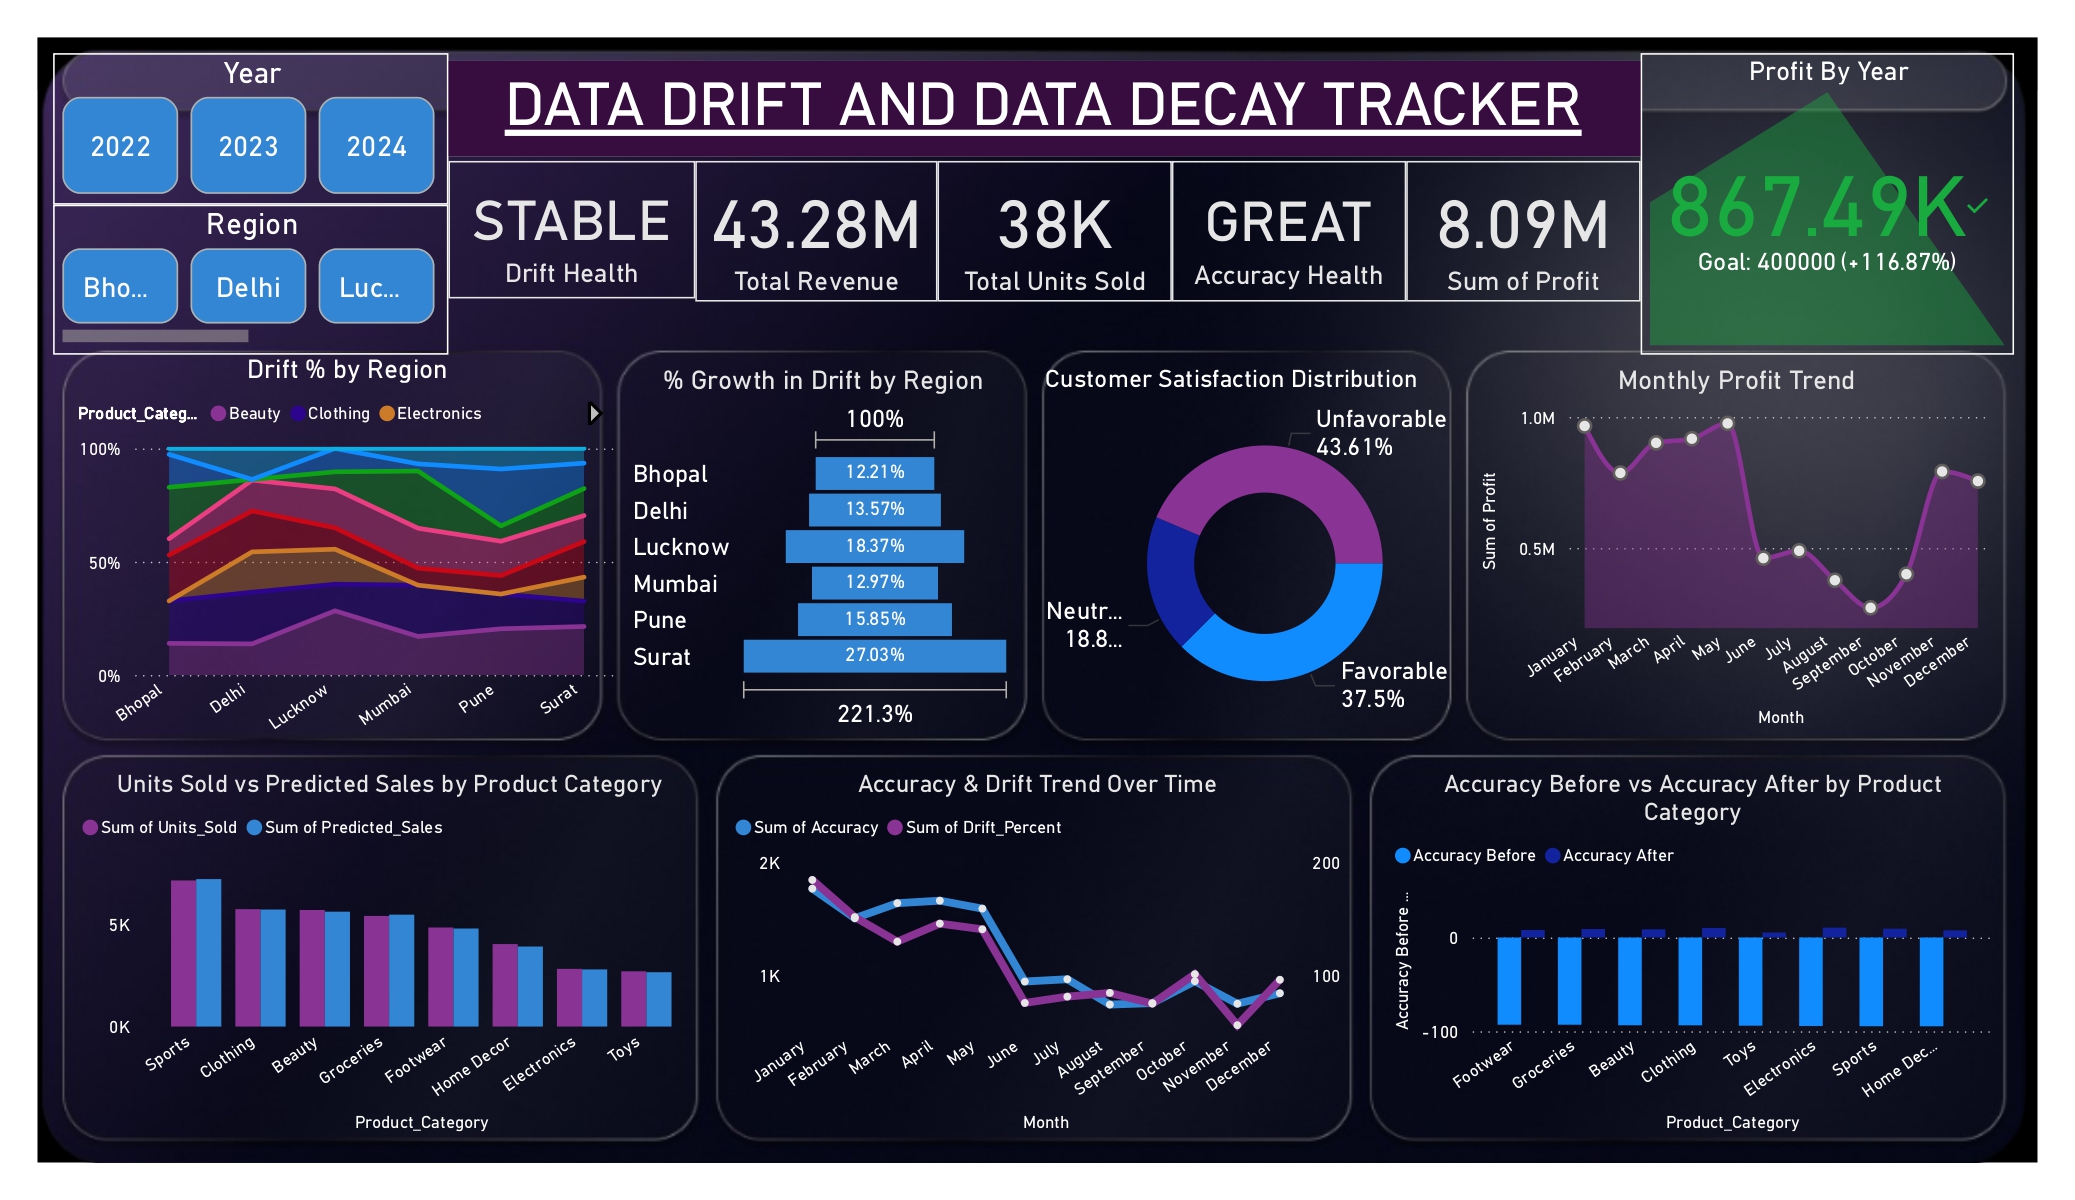 Year
2022 2023 2024
Region
Bho... Delhi Luc...
DATA DRIFT AND DATA DECAY TRACKER
STABLE
Drift Health
43.28M
Total Revenue
38K
Total Units Sold
GREAT
Accuracy Health
8.09M
Sum of Profit
Profit By Year
867.49K
Goal: 400000 (+116.87%)
Drift % by Region
Product_Categ... Beauty Clothing Electronics
100%
50%
0%
Bhopal Delhi Lucknow Mumbai Pune Surat
% Growth in Drift by Region
100%
Bhopal 12.21%
Delhi 13.57%
Lucknow 18.37%
Mumbai 12.97%
Pune 15.85%
Surat 27.03%
221.3%
Customer Satisfaction Distribution
Unfavorable
43.61%
Neutr...
18.8...
Favorable
37.5%
Monthly Profit Trend
Sum of Profit
1.0M
0.5M
January February March April May June July August September October November December
Month
Units Sold vs Predicted Sales by Product Category
Sum of Units_Sold Sum of Predicted_Sales
5K
0K
Sports Clothing Beauty Groceries Footwear Home Decor Electronics Toys
Product_Category
Accuracy & Drift Trend Over Time
Sum of Accuracy Sum of Drift_Percent
2K 200
1K 100
January February March April May June July August September October November December
Month
Accuracy Before vs Accuracy After by Product
Category
Accuracy Before Accuracy After
Accuracy Before ...
0
-100
Footwear Groceries Beauty Clothing Toys Electronics Sports Home Dec...
Product_Category